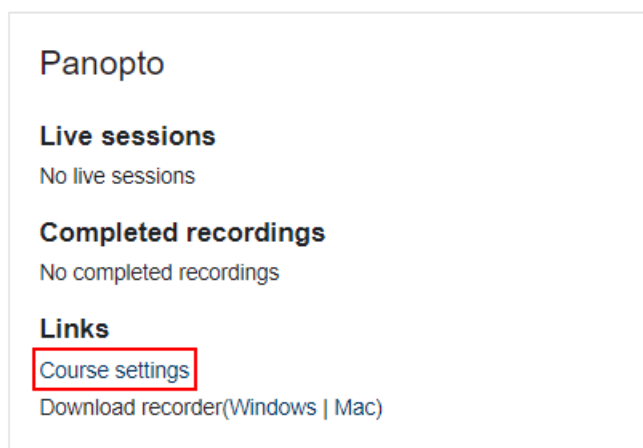 Panopto
Live sessions
No live sessions
Completed recordings
No completed recordings
Links
Course settings
Download recorder(Windows | Mac)